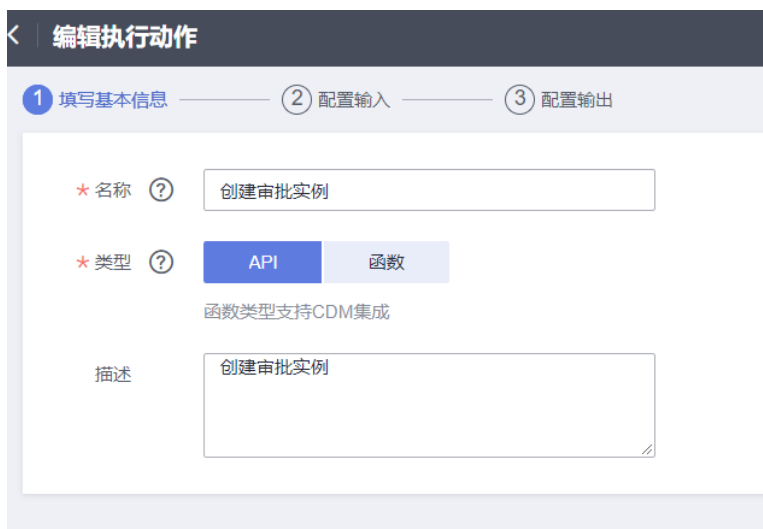 编辑执行动作
1 填写基本信息 2 配置输入 3 配置输出
* 名称 ? 创建审批实例
* 类型 ? API 函数
函数类型支持CDM集成
描述 创建审批实例